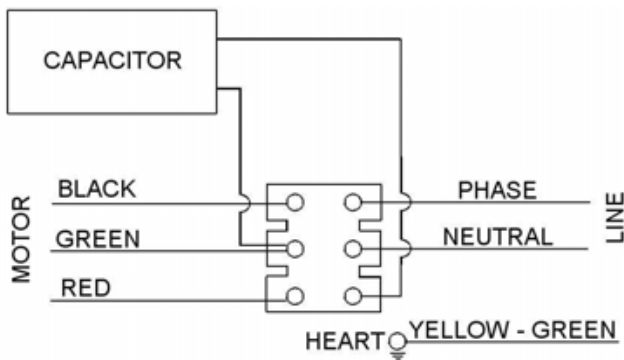 CAPACITOR
MOTOR
BLACK
GREEN
RED
PHASE
NEUTRAL
LINE
HEART
YELLOW - GREEN